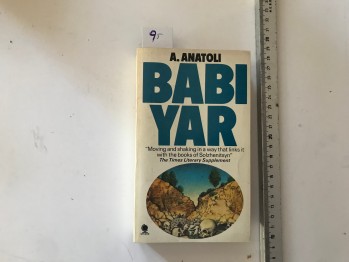 9,-
A. ANATOLI
BABI
YAR
"Moving and shaking in a way that links it
with the books of Solzhenitsyn"
The Times Literary Supplement